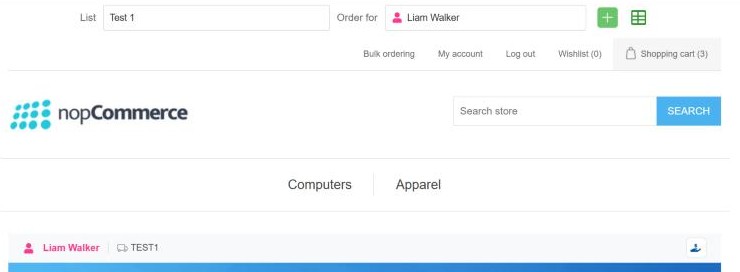 List Test 1 Order for Liam Walker
Bulk ordering My account Log out Wishlist (0) Shopping cart (3)
nopCommerce Search store SEARCH
Computers Apparel
Liam Walker TEST1